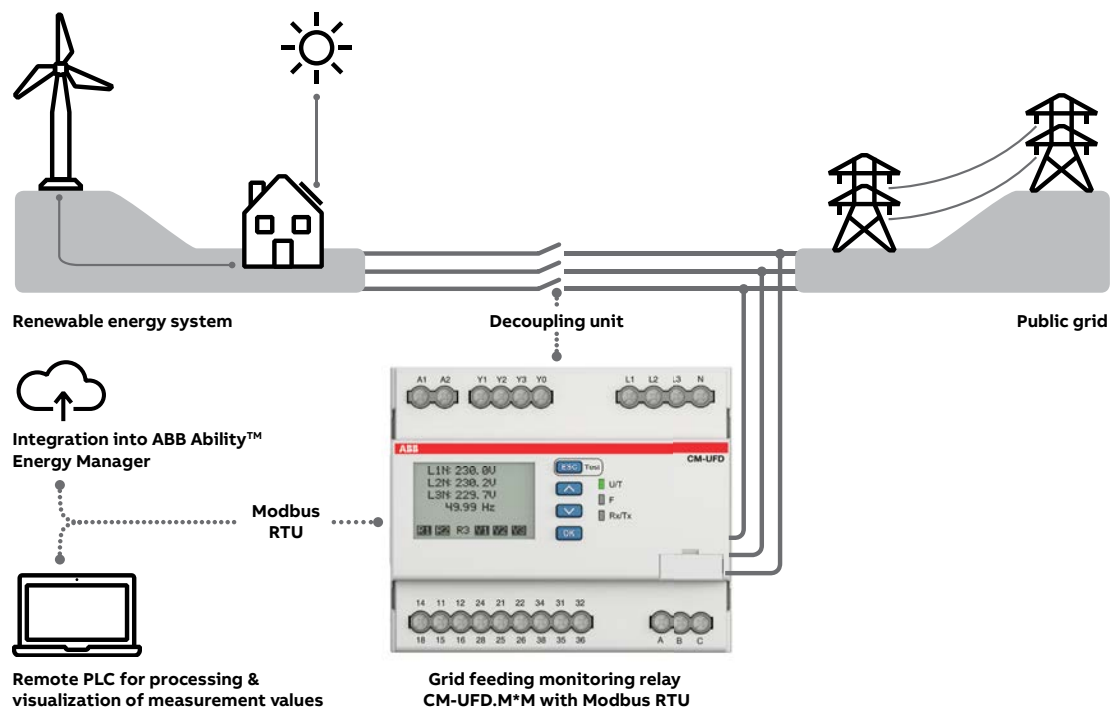 Renewable energy system
Decoupling unit
Public grid
Integration into ABB Ability™
Energy Manager
Modbus
RTU
Remote PLC for processing &
visualization of measurement values
A1 A2 Y1 Y2 Y3 Y0 L1 L2 L3 N
ABB
CM-UFD
L1N: 230.0V
L2N: 230.2V
L3N: 229.7V
49.99 Hz
R1 R2 R3 Y1 Y2 Y3
ESC Test
U/T
F
Rx/Tx
OK
14 11 12 24 21 22 34 31 32
18 15 16 28 25 26 38 35 36
A B C
Grid feeding monitoring relay
CM-UFD.M*M with Modbus RTU